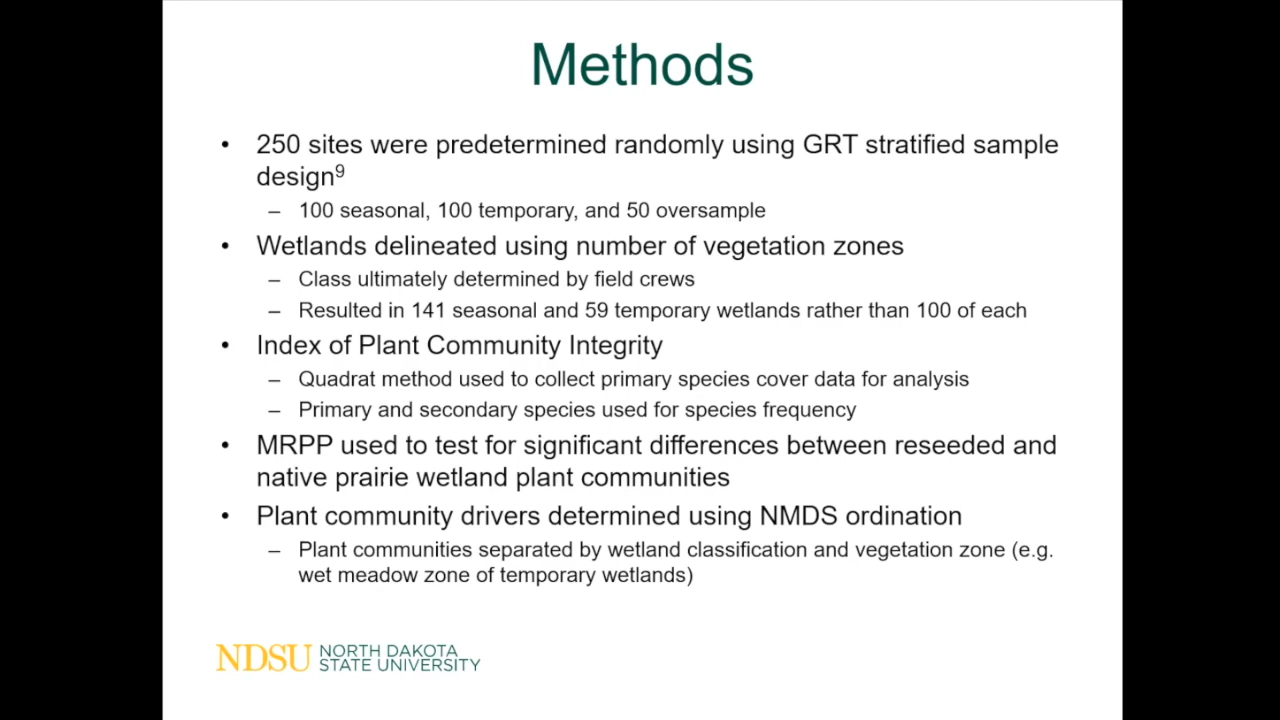 Methods
• 250 sites were predetermined randomly using GRT stratified sample
design⁹
– 100 seasonal, 100 temporary, and 50 oversample
• Wetlands delineated using number of vegetation zones
– Class ultimately determined by field crews
– Resulted in 141 seasonal and 59 temporary wetlands rather than 100 of each
• Index of Plant Community Integrity
– Quadrat method used to collect primary species cover data for analysis
– Primary and secondary species used for species frequency
• MRPP used to test for significant differences between reseeded and
native prairie wetland plant communities
• Plant community drivers determined using NMDS ordination
– Plant communities separated by wetland classification and vegetation zone (e.g.
wet meadow zone of temporary wetlands)
NDSU NORTH DAKOTA
STATE UNIVERSITY